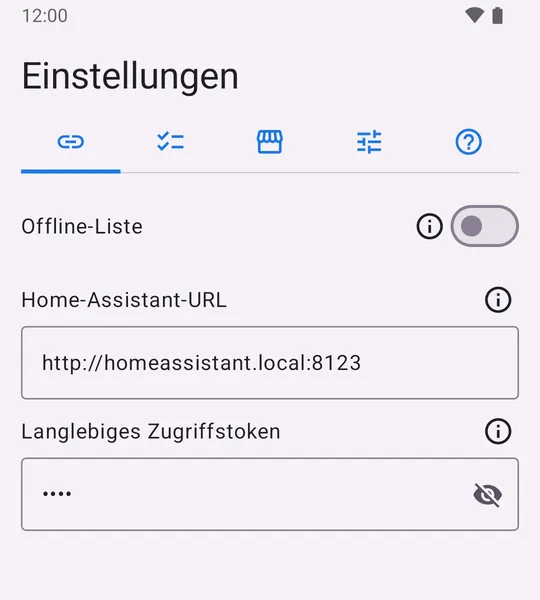 12:00
Einstellungen
Offline-Liste
Home-Assistant-URL
http://homeassistant.local:8123
Langlebiges Zugriffstoken
••••